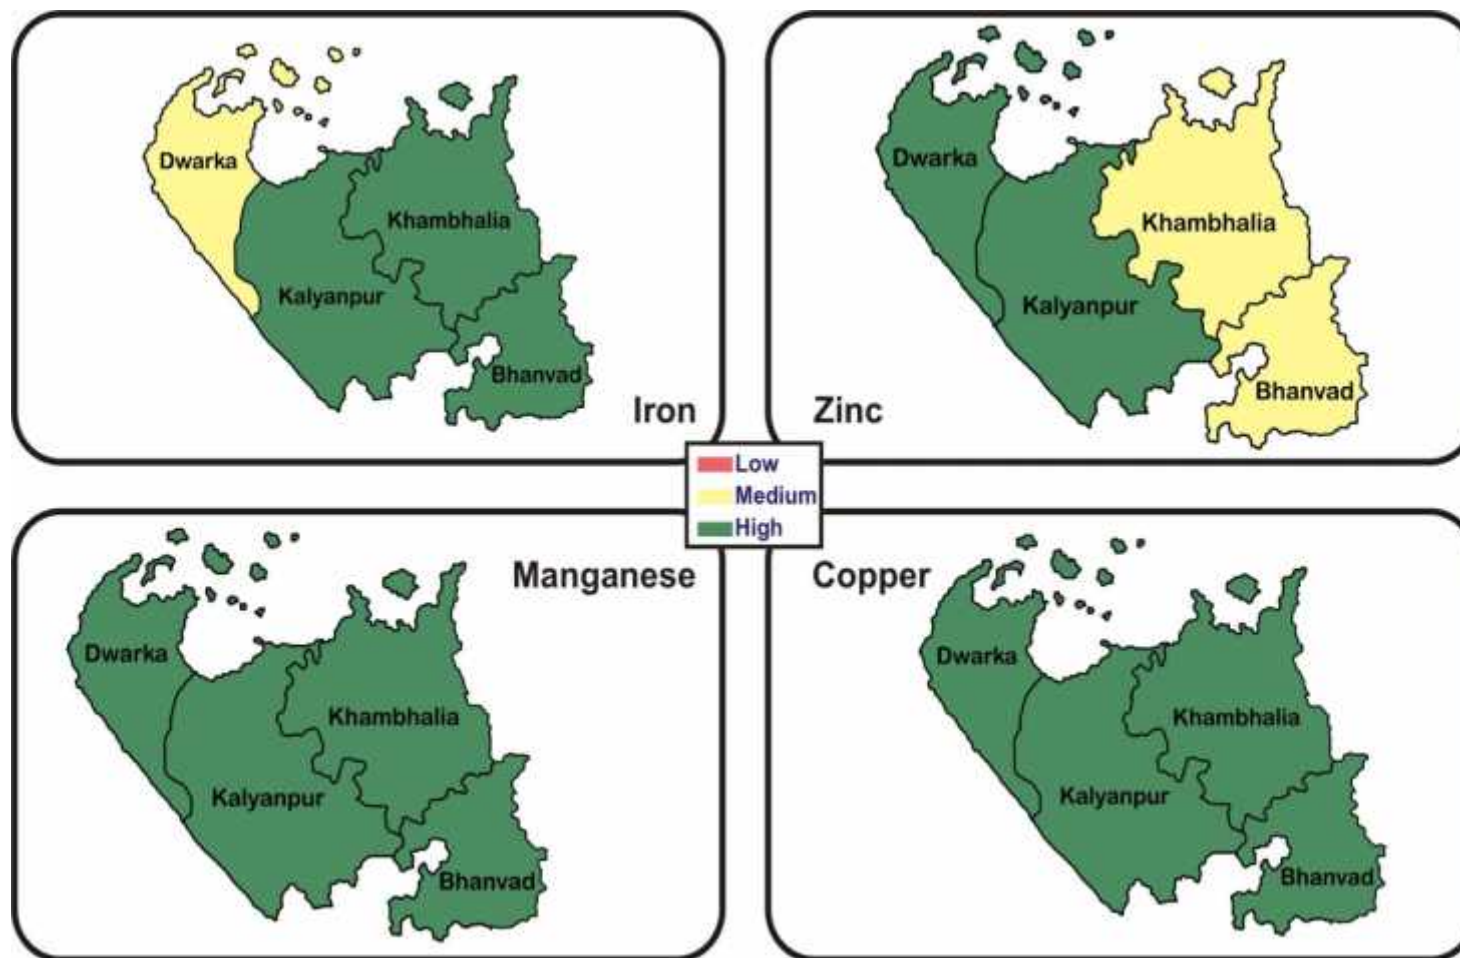 Dwarka
Khambhalia
Kalyanpur
Bhanvad
Iron
Dwarka
Khambhalia
Kalyanpur
Bhanvad
Zinc
Low
Medium
High
Manganese
Dwarka
Khambhalia
Kalyanpur
Bhanvad
Copper
Dwarka
Khambhalia
Kalyanpur
Bhanvad